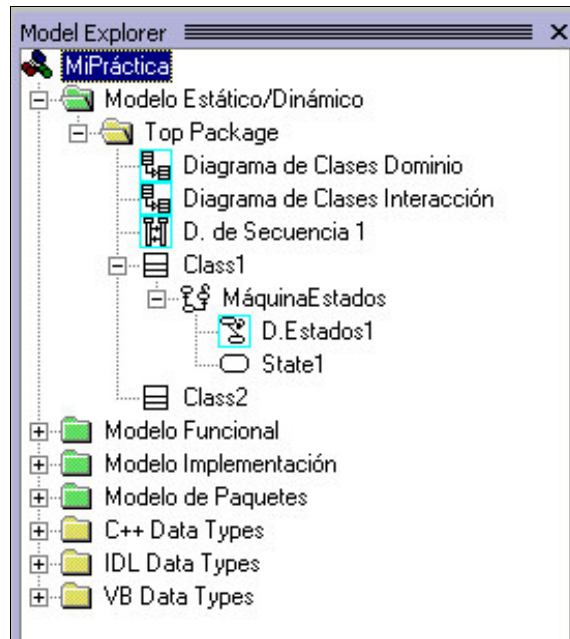 Model Explorer
MiPráctica
Modelo Estático/Dinámico
Top Package
Diagrama de Clases Dominio
Diagrama de Clases Interacción
D. de Secuencia 1
Class1
MáquinaEstados
D.Estados1
State1
Class2
Modelo Funcional
Modelo Implementación
Modelo de Paquetes
C++ Data Types
IDL Data Types
VB Data Types